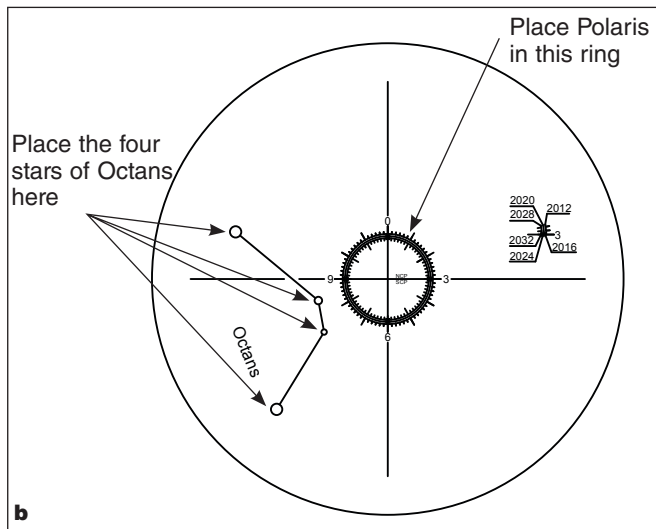 Place Polaris
in this ring
Place the four
stars of Octans
here
2020
2012
2028
3
2032
2016
2024
0
9
NCP
SCP
3
6
Octans
b